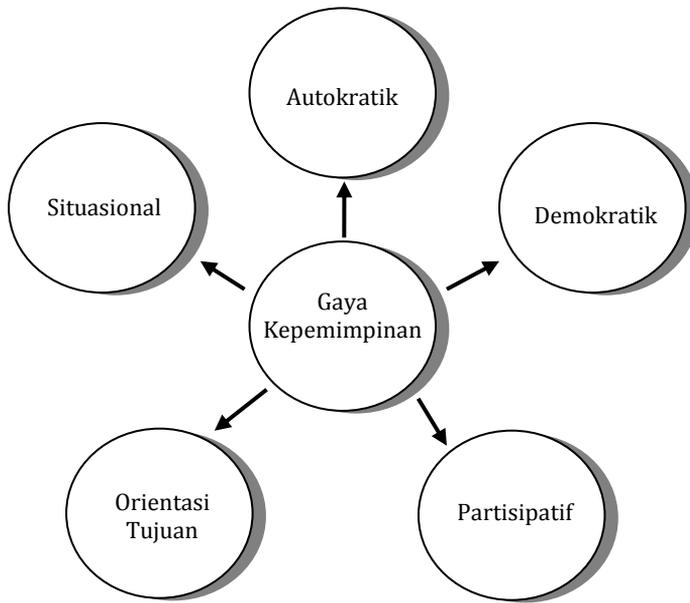 Autokratik
Situasional
Demokratik
Gaya
Kepemimpinan
Orientasi
Tujuan
Partisipatif